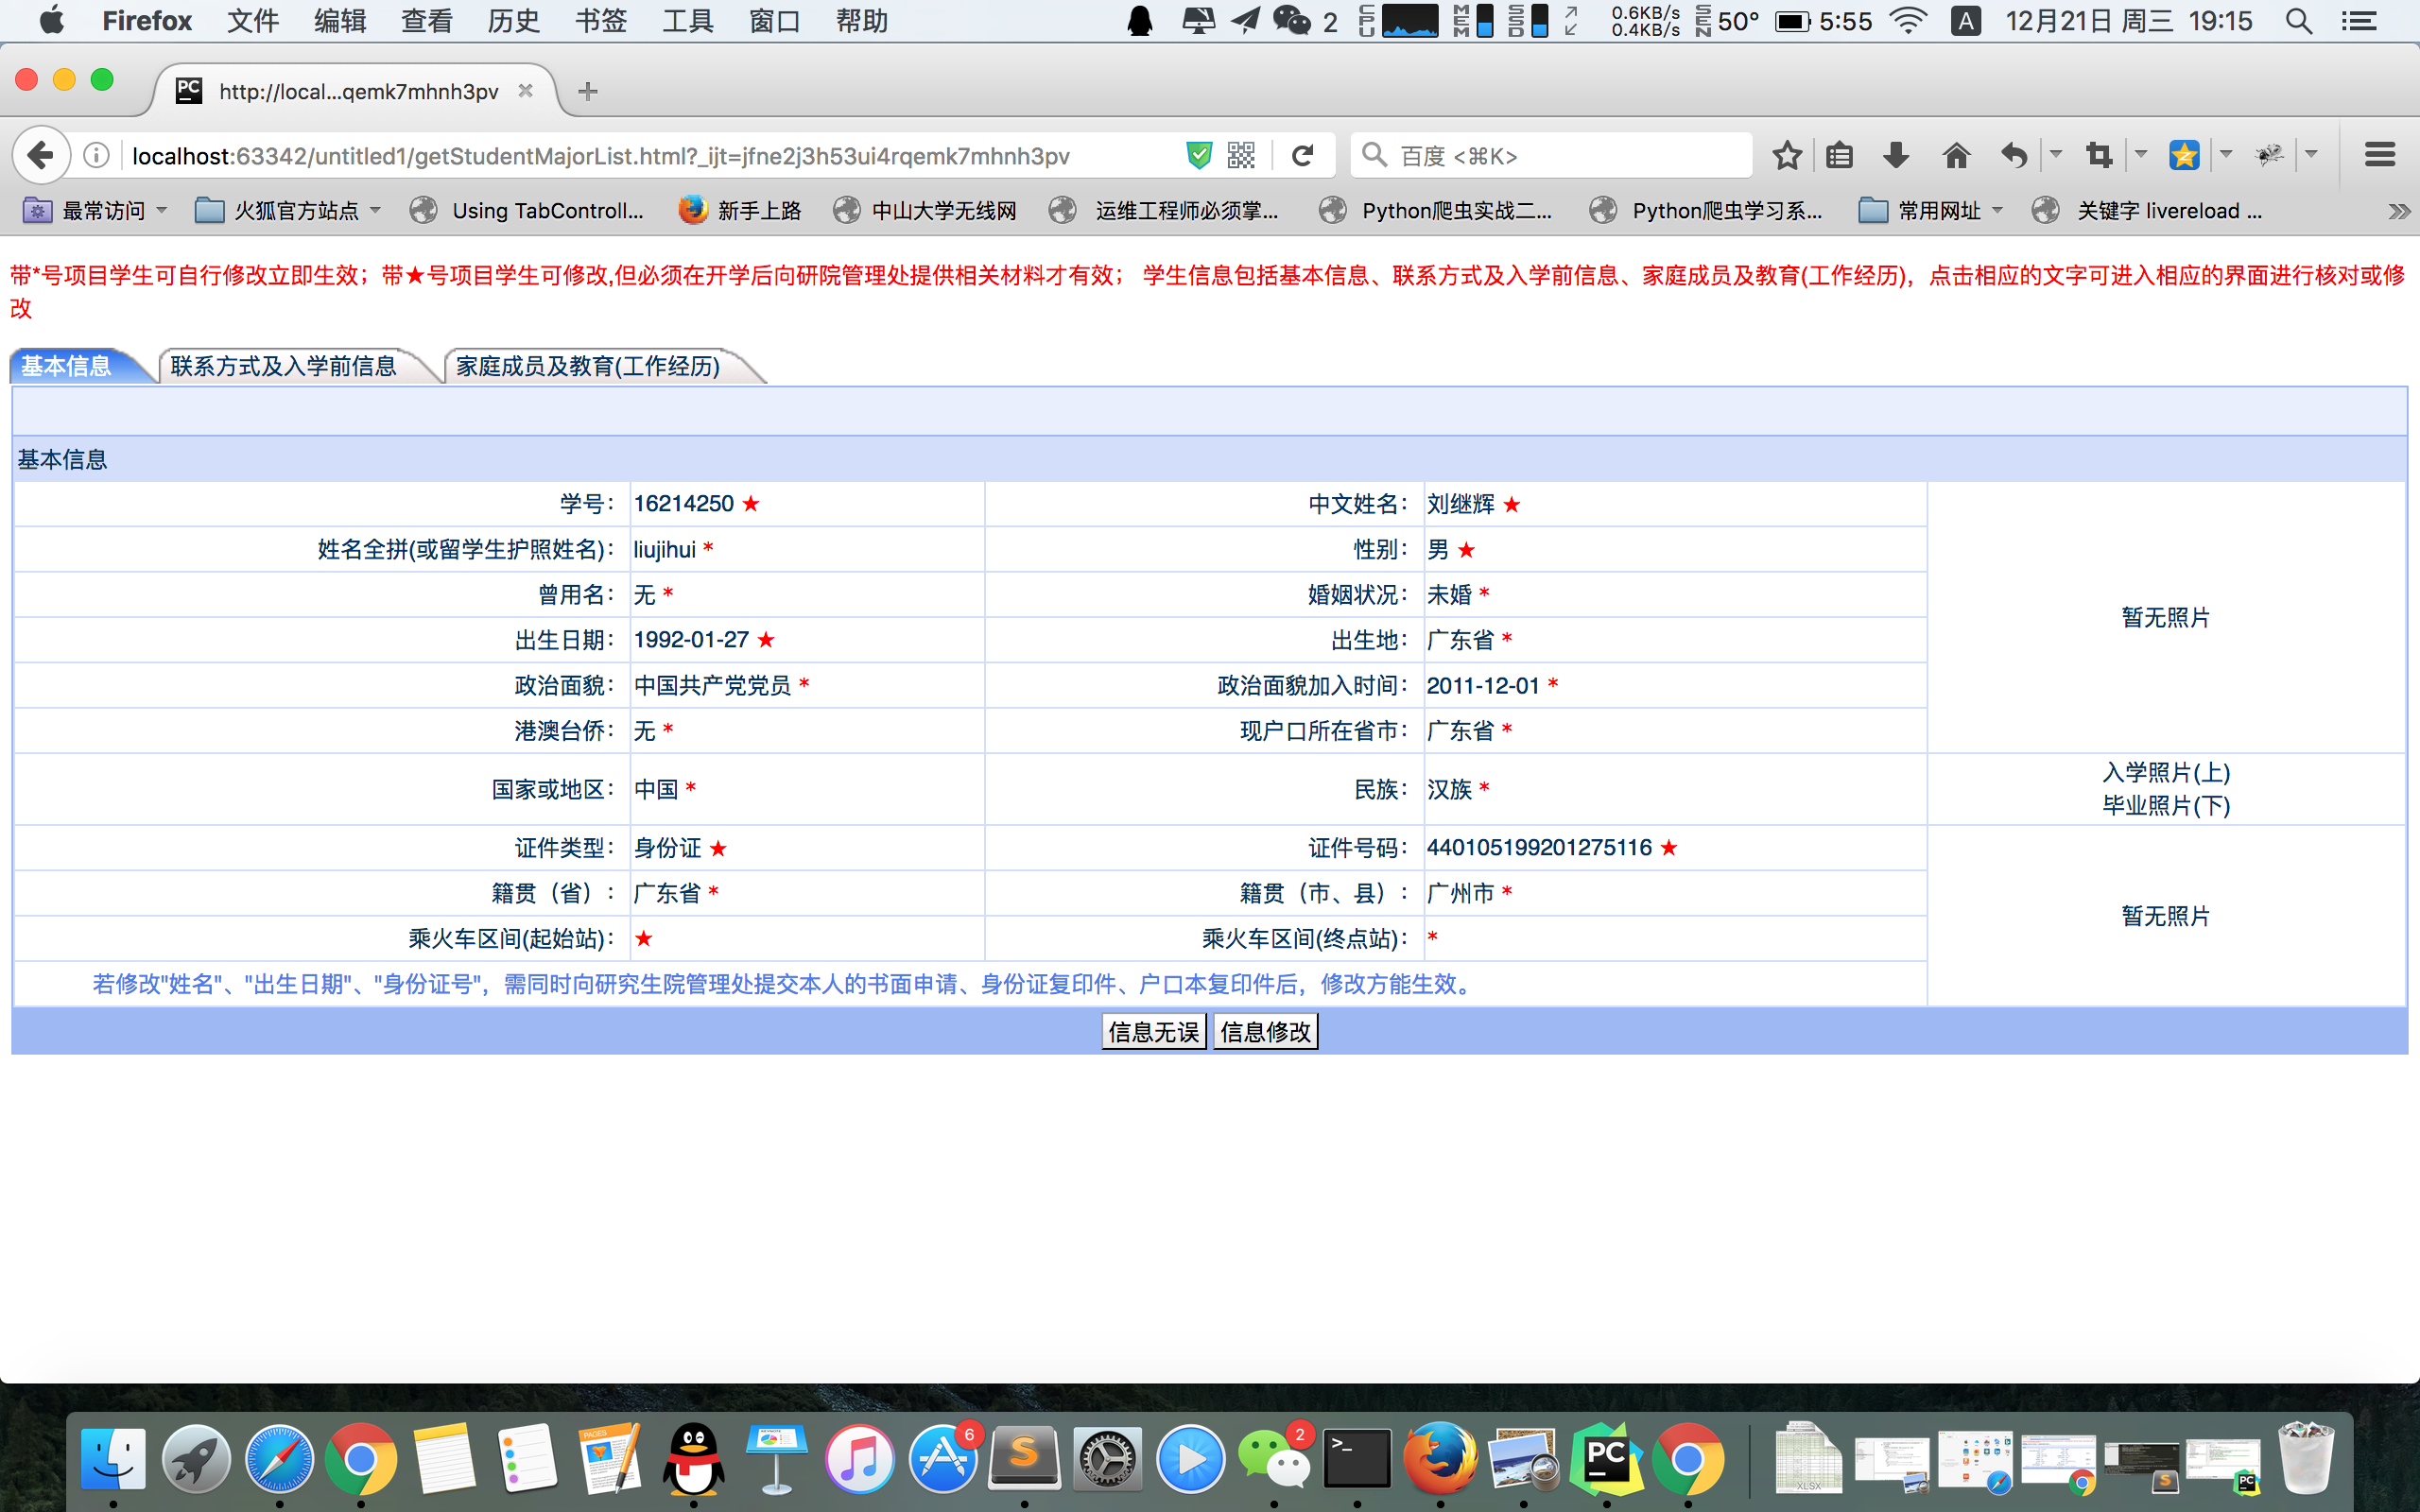 Firefox 文件 编辑 查看 历史 书签 工具 窗口 帮助 2 CPU MEM SSD 0.6KB/s 0.4KB/s SEN 50° 5:55 A 12月21日 周三 19:15
PC http://local...qemk7mhnh3pv
localhost:63342/untitled1/getStudentMajorList.html?_ijt=jfne2j3h53ui4rqemk7mhnh3pv 百度 <⌘K>
最常访问 火狐官方站点 Using TabControll... 新手上路 中山大学无线网 运维工程师必须掌... Python爬虫实战二... Python爬虫学习系... 常用网址 关键字 livereload ...
带*号项目学生可自行修改立即生效；带★号项目学生可修改,但必须在开学后向研院管理处提供相关材料才有效； 学生信息包括基本信息、联系方式及入学前信息、家庭成员及教育(工作经历)，点击相应的文字可进入相应的界面进行核对或修
改
基本信息 联系方式及入学前信息 家庭成员及教育(工作经历)
基本信息
学号： 16214250 ★ 中文姓名： 刘继辉 ★
姓名全拼(或留学生护照姓名)： liujihui * 性别： 男 ★
曾用名： 无 * 婚姻状况： 未婚 *
暂无照片
出生日期： 1992-01-27 ★ 出生地： 广东省 *
政治面貌： 中国共产党党员 * 政治面貌加入时间： 2011-12-01 *
港澳台侨： 无 * 现户口所在省市： 广东省 *
国家或地区： 中国 * 民族： 汉族 *
入学照片(上)
毕业照片(下)
证件类型： 身份证 ★ 证件号码： 440105199201275116 ★
籍贯（省）： 广东省 * 籍贯（市、县）： 广州市 *
暂无照片
乘火车区间(起始站)： ★ 乘火车区间(终点站)： *
若修改"姓名"、"出生日期"、"身份证号"，需同时向研究生院管理处提交本人的书面申请、身份证复印件、户口本复印件后，修改方能生效。
信息无误 信息修改
PAGES 6 S 2 >_ PC XLSX S PC